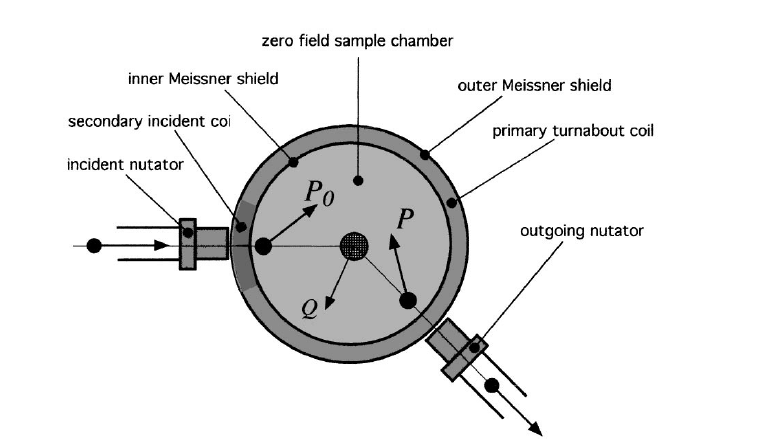 zero field sample chamber
inner Meissner shield
outer Meissner shield
secondary incident coi
primary turnabout coil
incident nutator
P0
P
outgoing nutator
Q